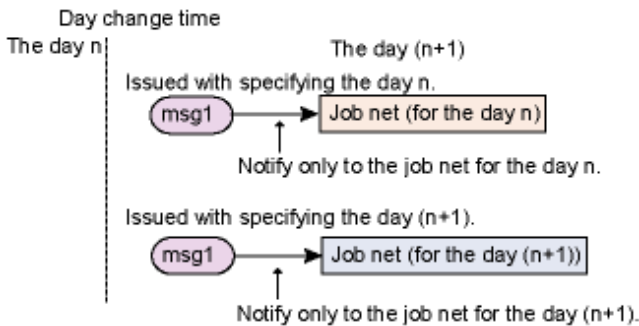 Day change time
The day n
The day (n+1)
Issued with specifying the day n.
msg1
Job net (for the day n)
Notify only to the job net for the day n.
Issued with specifying the day (n+1).
msg1
Job net (for the day (n+1))
Notify only to the job net for the day (n+1).